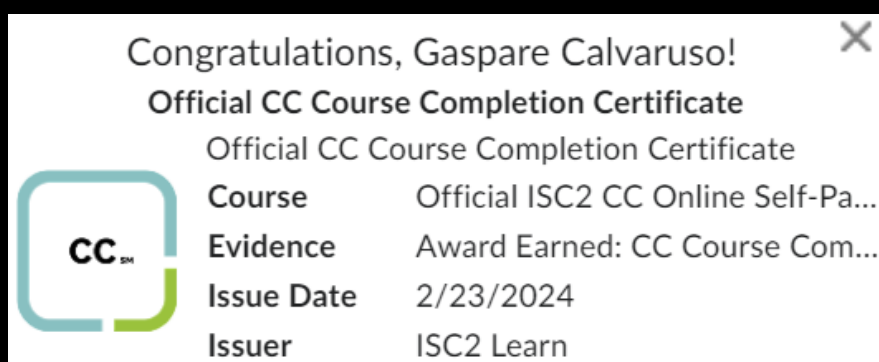 Congratulations, Gaspare Calvaruso!
Official CC Course Completion Certificate
Official CC Course Completion Certificate
Course Official ISC2 CC Online Self-Pa...
CC SM
Evidence Award Earned: CC Course Com...
Issue Date 2/23/2024
Issuer ISC2 Learn